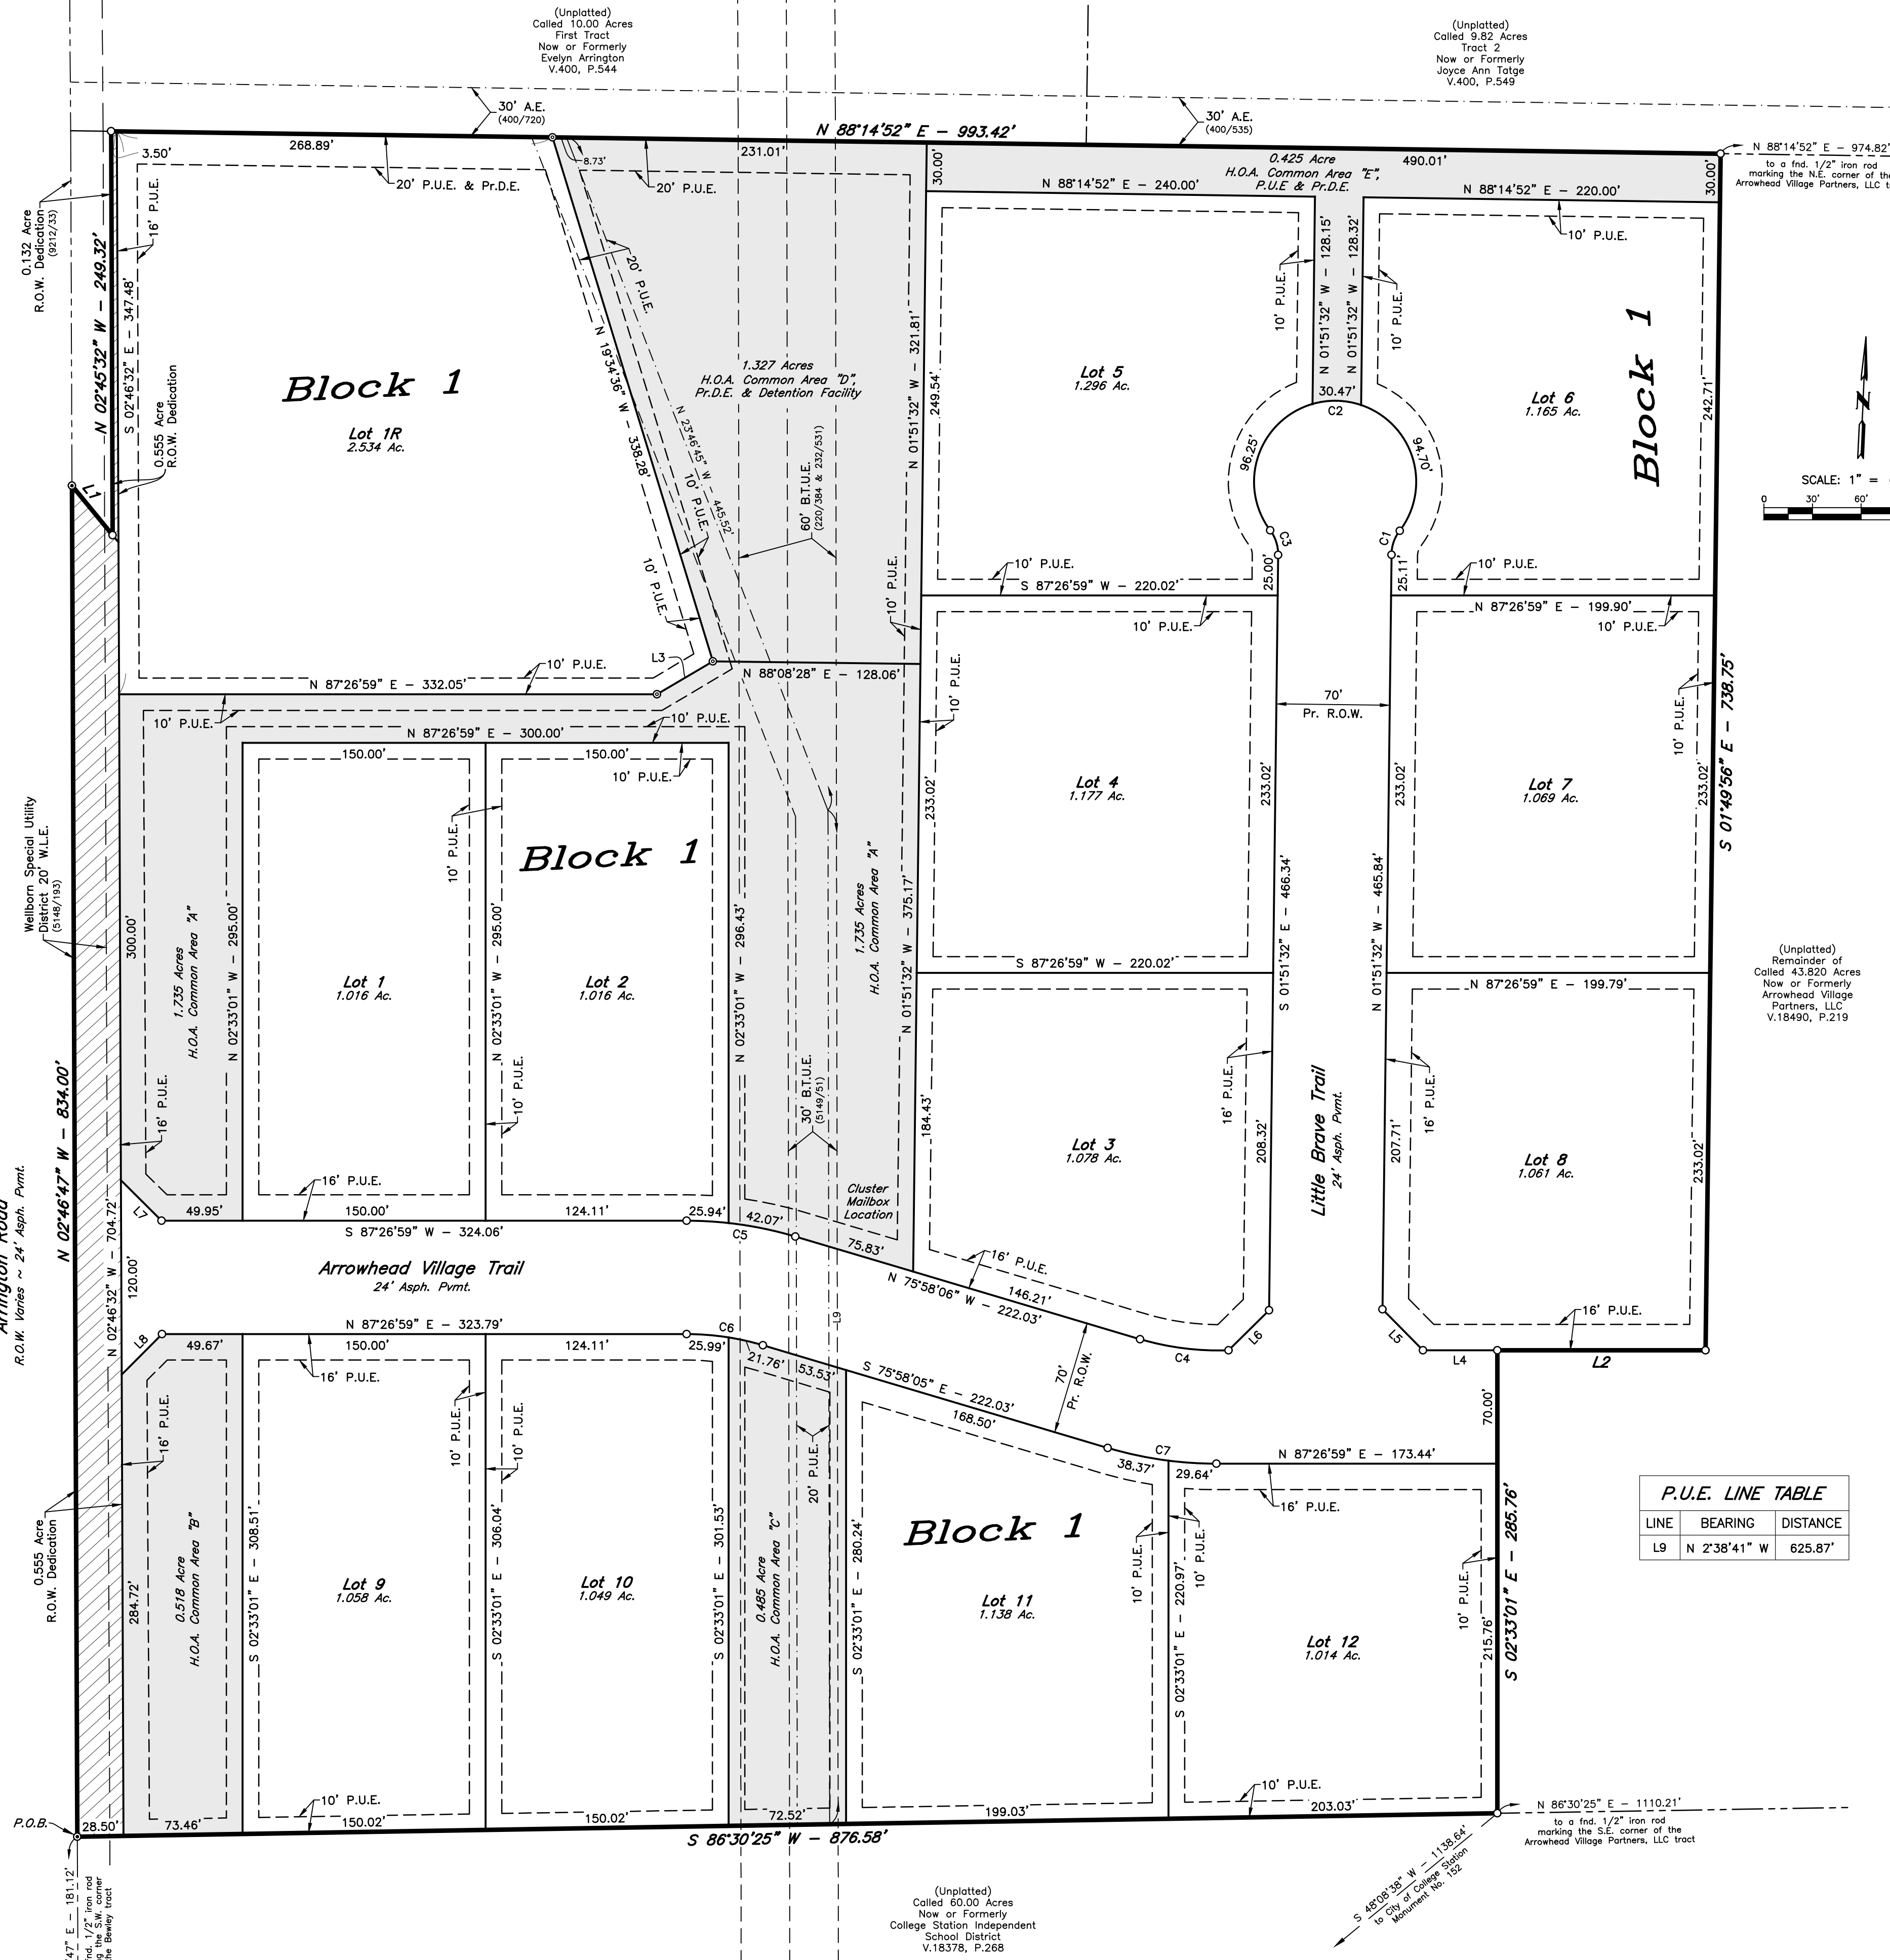 (Unplatted)
Called 10.00 Acres
First Tract
Now or Formerly
Evelyn Arrington
V.400, P.544
(Unplatted)
Called 9.82 Acres
Tract 2
Now or Formerly
Joyce Ann Tatge
V.400, P.549
30' A.E.
(400/720)
30' A.E.
(400/535)
N 88°14'52" E - 993.42'
N 88°14'52" E - 974.82'
to a fnd. 1/2" iron rod
marking the N.E. corner of the
Arrowhead Village Partners, LLC
3.50'
268.89'
8.73'
231.01'
490.01'
20' P.U.E. & Pr.D.E.
20' P.U.E.
30.00'
0.425 Acre
H.O.A. Common Area "E",
P.U.E & Pr.D.E.
30.00'
N 88°14'52" E - 240.00'
N 88°14'52" E - 220.00'
0.132 Acre
R.O.W. Dedication
(9212/33)
N 02°45'32" W - 249.32'
S 02°46'32" E - 347.48'
16' P.U.E.
0.555 Acre
R.O.W. Dedication
L1
Block 1
Lot 1R
2.534 Ac.
20' P.U.E.
N 19°34'36" W - 338.28'
N 23°46'45" W - 445.52'
10' P.U.E.
10' P.U.E.
1.327 Acres
H.O.A. Common Area "D",
Pr.D.E. & Detention Facility
60' B.T.U.E.
(220/384 & 232/531)
N 01°51'32" W - 321.81'
249.54'
10' P.U.E.
Lot 5
1.296 Ac.
10' P.U.E.
N 01°51'32" W - 128.15'
N 01°51'32" W - 128.32'
10' P.U.E.
10' P.U.E.
30.47'
C2
96.25'
94.70'
C3
C1
25.00'
25.11'
Lot 6
1.165 Ac.
Block 1
242.71'
N
SCALE: 1" =
0
30'
60'
10' P.U.E.
S 87°26'59" W - 220.02'
10' P.U.E.
10' P.U.E.
N 87°26'59" E - 199.90'
10' P.U.E.
L3
10' P.U.E.
N 87°26'59" E - 332.05'
N 88°08'28" E - 128.06'
10' P.U.E.
10' P.U.E.
N 87°26'59" E - 300.00'
10' P.U.E.
150.00'
150.00'
10' P.U.E.
233.02'
Lot 4
1.177 Ac.
233.02'
70'
Pr. R.O.W.
233.02'
Lot 7
1.069 Ac.
10' P.U.E.
233.02'
S 01°49'56" E - 738.75'
Wellborn Special Utility
District 20' W.L.E.
(5148/193)
300.00'
1.735 Acres
H.O.A. Common Area "A"
N 02°33'01" W - 295.00'
16' P.U.E.
10' P.U.E.
Block 1
Lot 1
1.016 Ac.
N 02°33'01" W - 295.00'
10' P.U.E.
Lot 2
1.016 Ac.
N 02°33'01" W - 296.43'
30' B.T.U.E.
(5149/51)
1.735 Acres
H.O.A. Common Area "A"
N 01°51'32" W - 375.17'
S 87°26'59" W - 220.02'
S 01°51'32" E - 466.34'
N 01°51'32" W - 465.84'
N 87°26'59" E - 199.79'
(Unplatted)
Remainder of
Called 43.820 Acres
Now or Formerly
Arrowhead Village
Partners, LLC
V.18490, P.219
N 02°46'47" W - 834.00'
Arrington Road
R.O.W. Varies ~ 24' Asph. Pvmt.
184.43'
Lot 3
1.078 Ac.
16' P.U.E.
208.32'
Little Brave Trail
24' Asph. Pvmt.
207.71'
16' P.U.E.
Lot 8
1.061 Ac.
233.02'
Cluster
Mailbox
Location
16' P.U.E.
L7
49.95'
150.00'
124.11'
25.94'
42.07'
C5
75.83'
S 87°26'59" W - 324.06'
N 75°58'06" W - 222.03'
146.21'
16' P.U.E.
C4
L6
L5
L4
L2
16' P.U.E.
N 02°46'32" W - 704.72'
120.00'
Arrowhead Village Trail
24' Asph. Pvmt.
L9
L8
N 87°26'59" E - 323.79'
C6
49.67'
150.00'
124.11'
25.99'
21.76'
53.53'
S 75°58'05" E - 222.03'
168.50'
70'
Pr. R.O.W.
70.00'
C7
38.37'
29.64'
N 87°26'59" E - 173.44'
16' P.U.E.
16' P.U.E.
16' P.U.E.
10' P.U.E.
10' P.U.E.
20' P.U.E.
0.555 Acre
R.O.W. Dedication
284.72'
0.518 Acre
H.O.A. Common Area "B"
S 02°33'01" E - 308.51'
Lot 9
1.058 Ac.
S 02°33'01" E - 306.04'
Lot 10
1.049 Ac.
S 02°33'01" E - 301.53'
0.485 Acre
H.O.A. Common Area "C"
S 02°33'01" E - 280.24'
Block 1
Lot 11
1.138 Ac.
10' P.U.E.
S 02°33'01" E - 220.97'
10' P.U.E.
Lot 12
1.014 Ac.
10' P.U.E.
215.76'
S 02°33'01" E - 285.76'
P.U.E. LINE TABLE
LINE BEARING DISTANCE
L9 N 2°38'41" W 625.87'
10' P.U.E.
10' P.U.E.
P.O.B.
28.50'
73.46'
150.02'
150.02'
72.52'
199.03'
203.03'
S 86°30'25" W - 876.58'
N 86°30'25" E - 1110.21'
to a fnd. 1/2" iron rod
marking the S.E. corner of the
Arrowhead Village Partners, LLC tract
S 48°08'38" W - 1138.64'
to City of College Station
Monument No. 152
47" E - 181.12'
fnd. 1/2" iron rod
the S.W. corner
the Bewley tract
(Unplatted)
Called 60.00 Acres
Now or Formerly
College Station Independent
School District
V.18378, P.268